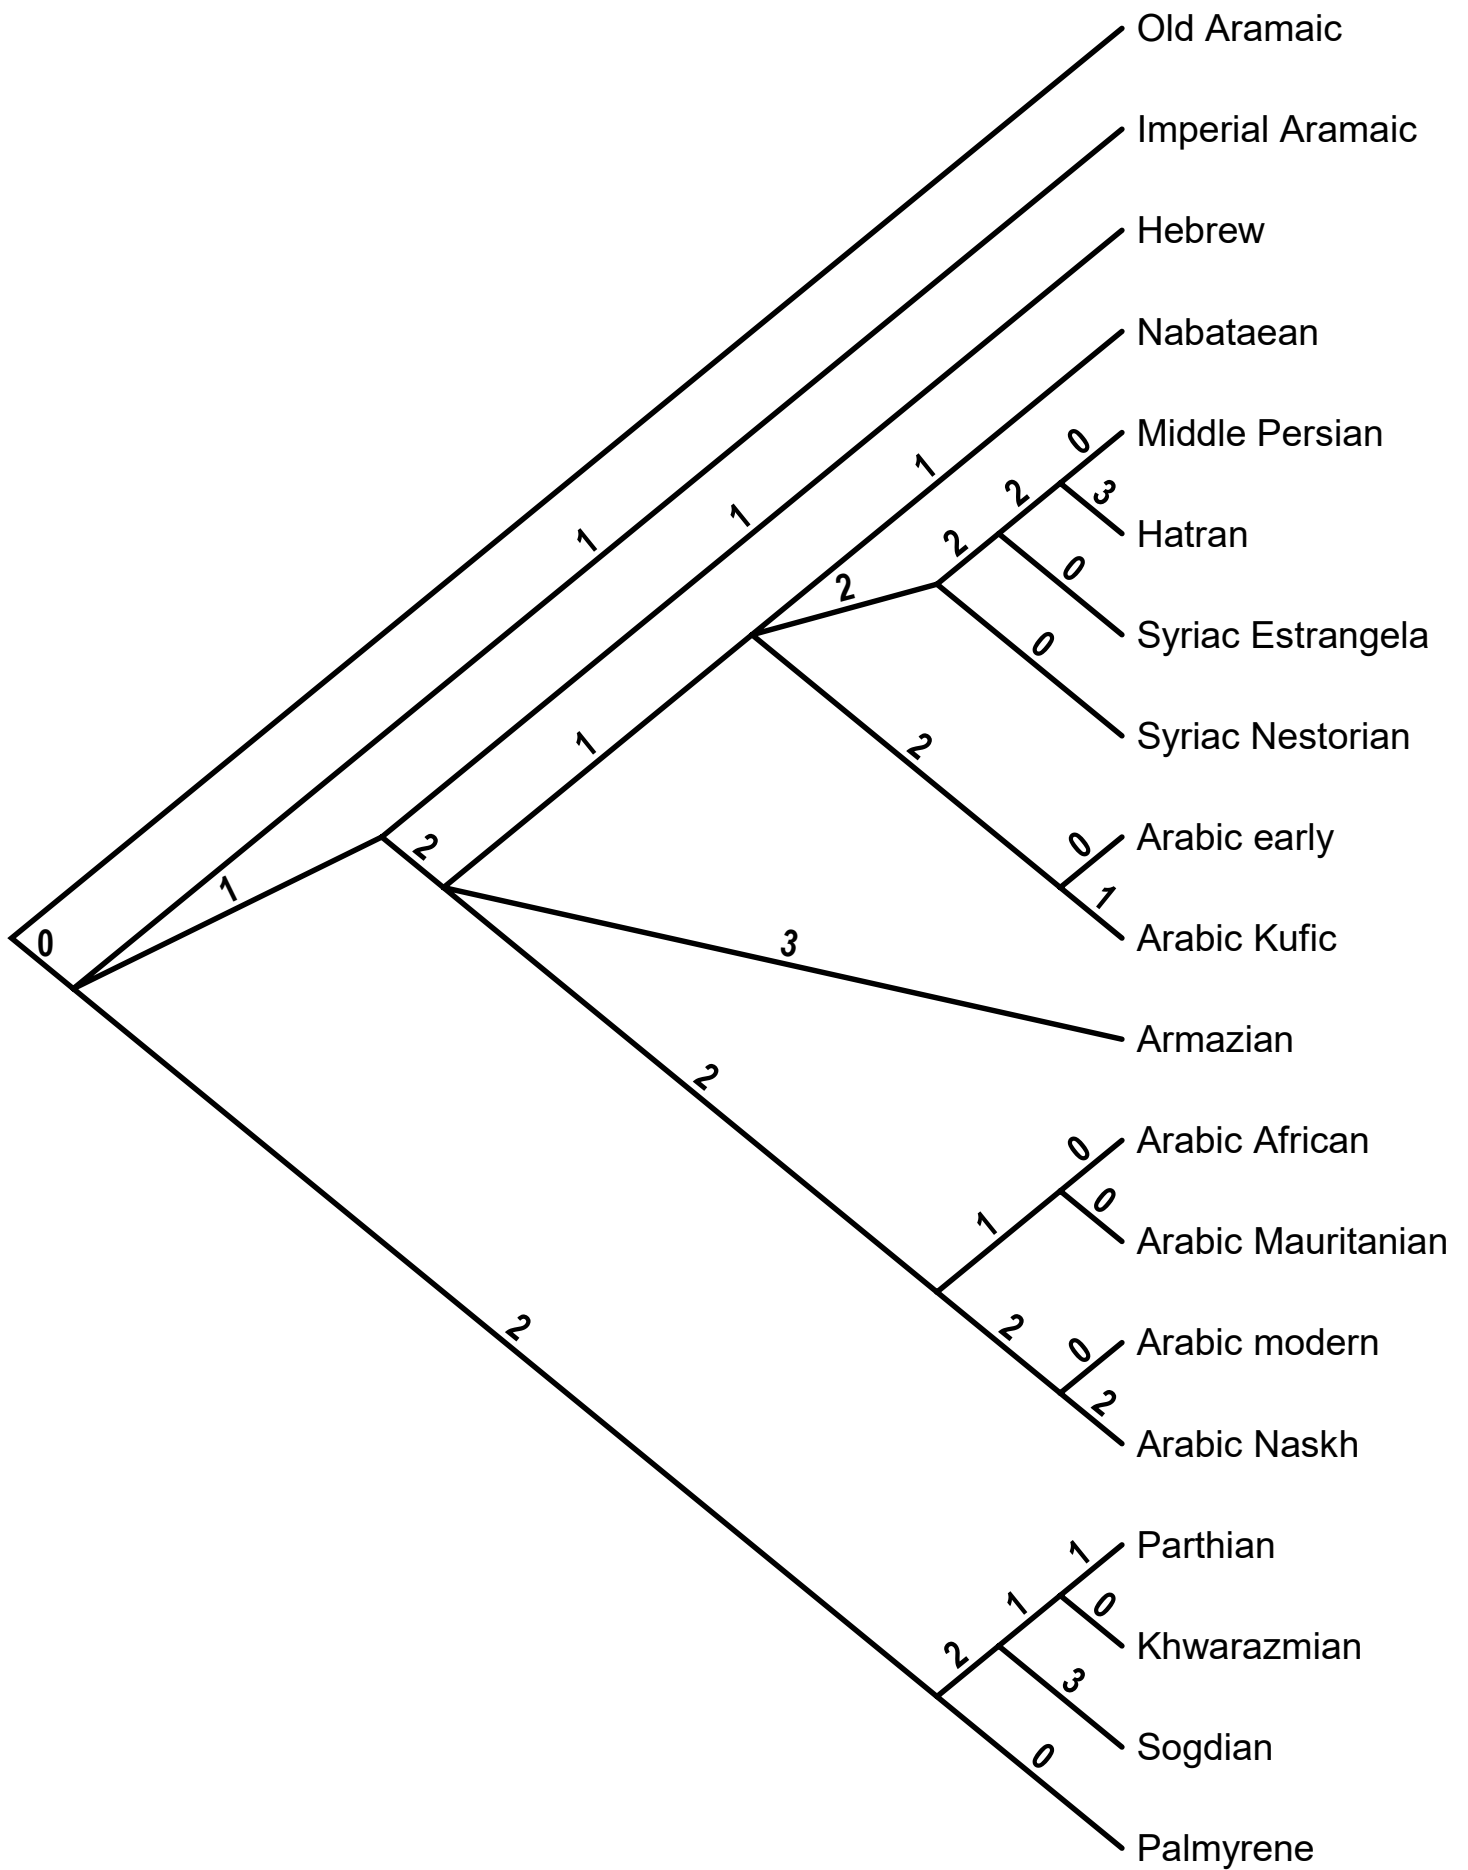 Old Aramaic
Imperial Aramaic
Hebrew
Nabataean
0 Middle Persian
1
2 3
1
Hatran
2
1 0
2
Syriac Estrangela
0
1 2
Syriac Nestorian
2 0 Arabic early
1 1
0 3
Arabic Kufic
Armazian
2
0 Arabic African
0
1
Arabic Mauritanian
2 2 0 Arabic modern
2
Arabic Naskh
1 Parthian
1 0
2 Khwarazmian
3
Sogdian
0
Palmyrene